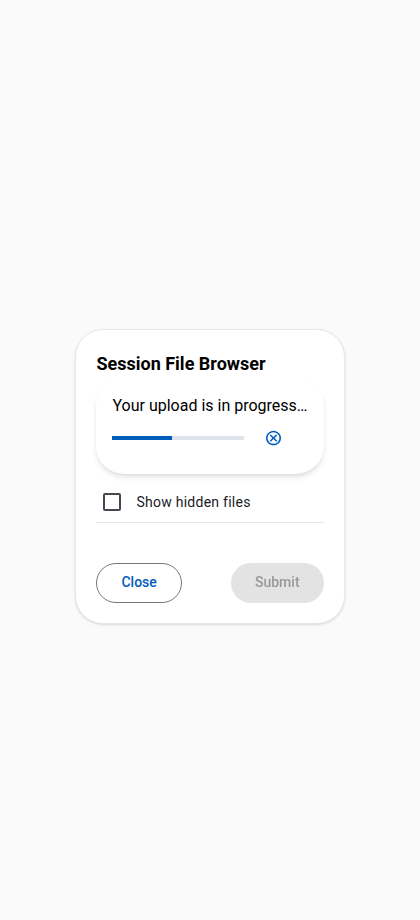 Session File Browser
Your upload is in progress...
Show hidden files
Close
Submit